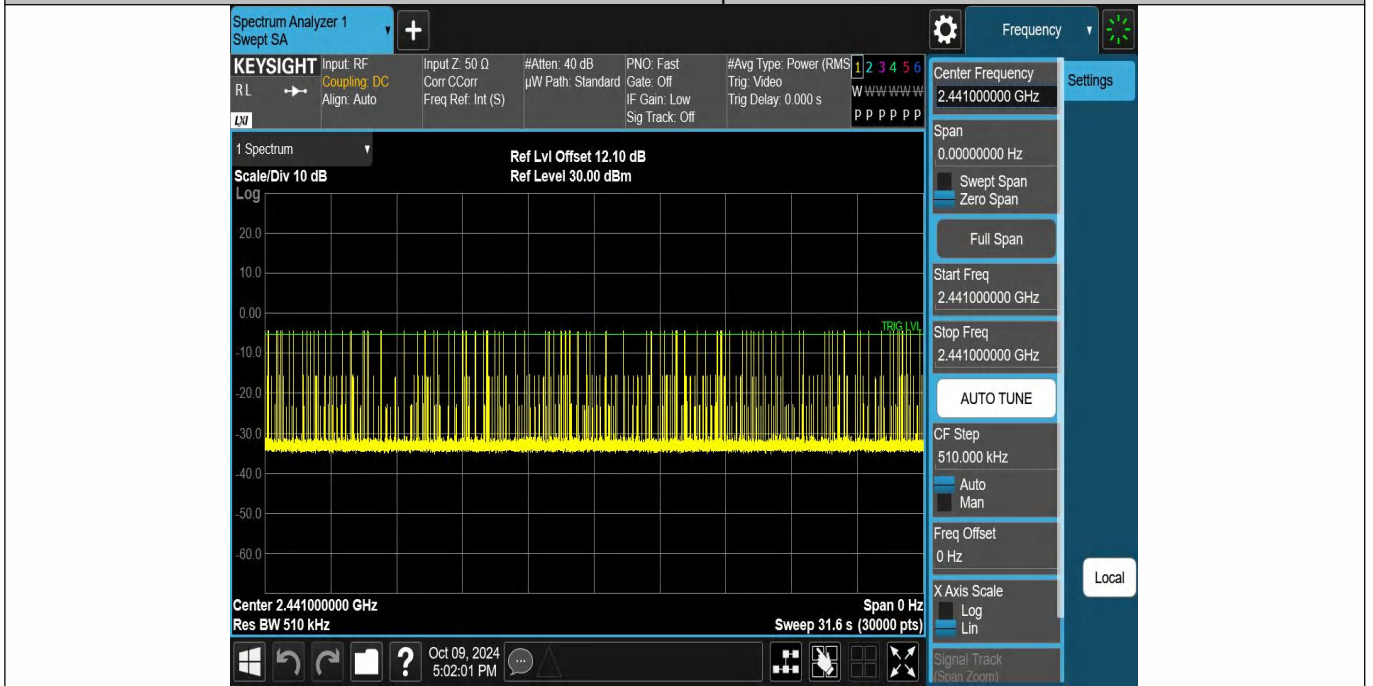 Spectrum Analyzer 1
Swept SA
+
Frequency
KEYSIGHT
RL
LXI
Input: RF
Coupling: DC
Align: Auto
Input Z: 50 Ω
Corr CCorr
Freq Ref: Int (S)
#Atten: 40 dB
µW Path: Standard
PNO: Fast
Gate: Off
IF Gain: Low
Sig Track: Off
#Avg Type: Power (RMS
Trig: Video
Trig Delay: 0.000 s
1 2 3 4 5 6
W W W W W W
P P P P P P
1 Spectrum
Scale/Div 10 dB
Ref Lvl Offset 12.10 dB
Ref Level 30.00 dBm
Log
20.0
10.0
0.00
-10.0
-20.0
-30.0
-40.0
-50.0
-60.0
TRIG LVL
Center 2.441000000 GHz
Res BW 510 kHz
Span 0 Hz
Sweep 31.6 s (30000 pts)
Center Frequency
2.441000000 GHz
Settings
Span
0.00000000 Hz
Swept Span
Zero Span
Full Span
Start Freq
2.441000000 GHz
Stop Freq
2.441000000 GHz
AUTO TUNE
CF Step
510.000 kHz
Auto
Man
Freq Offset
0 Hz
X Axis Scale
Log
Lin
Signal Track
(Span Zoom)
Local
?
Oct 09, 2024
5:02:01 PM